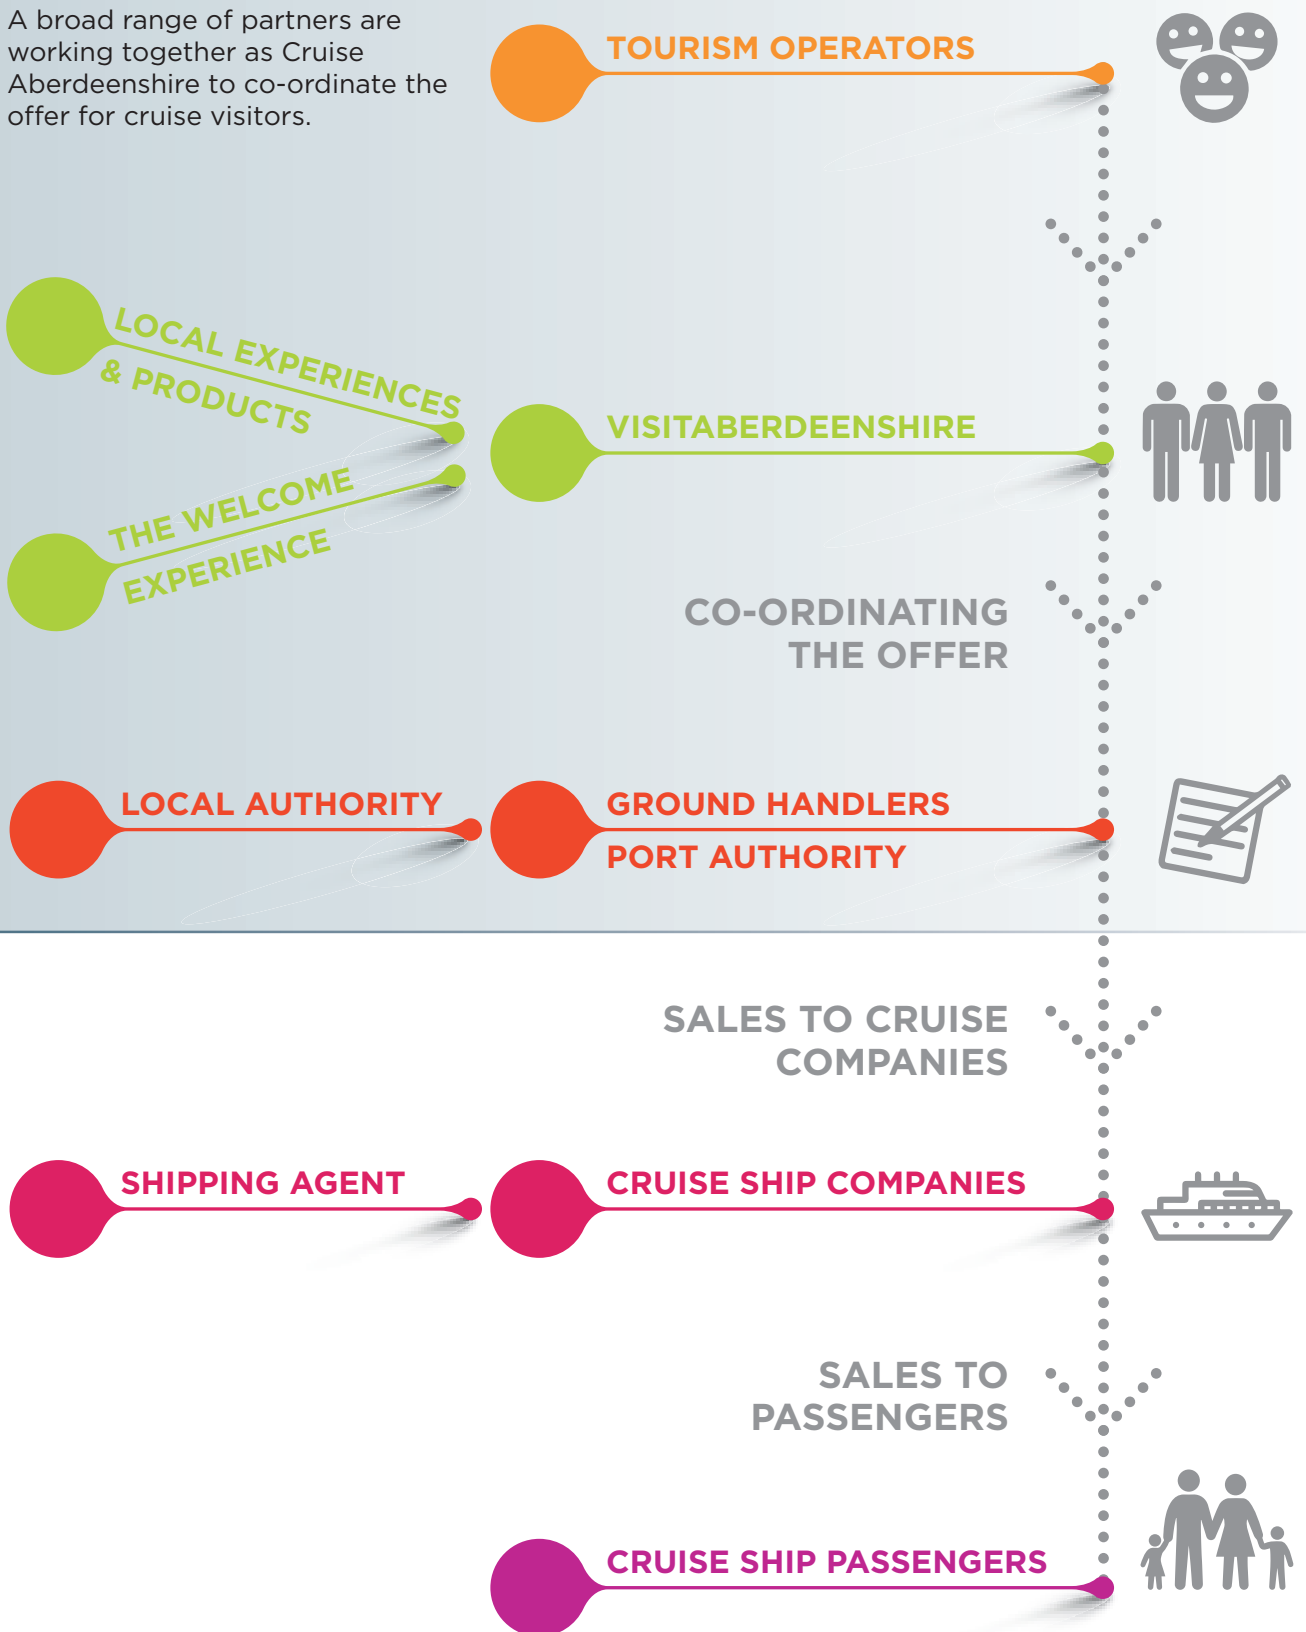 A broad range of partners are
working together as Cruise
Aberdeenshire to co-ordinate the
offer for cruise visitors.
TOURISM OPERATORS
LOCAL EXPERIENCES
& PRODUCTS
THE WELCOME
EXPERIENCE
VISITABERDEENSHIRE
CO-ORDINATING
THE OFFER
LOCAL AUTHORITY
GROUND HANDLERS
PORT AUTHORITY
SALES TO CRUISE
COMPANIES
SHIPPING AGENT
CRUISE SHIP COMPANIES
SALES TO
PASSENGERS
CRUISE SHIP PASSENGERS